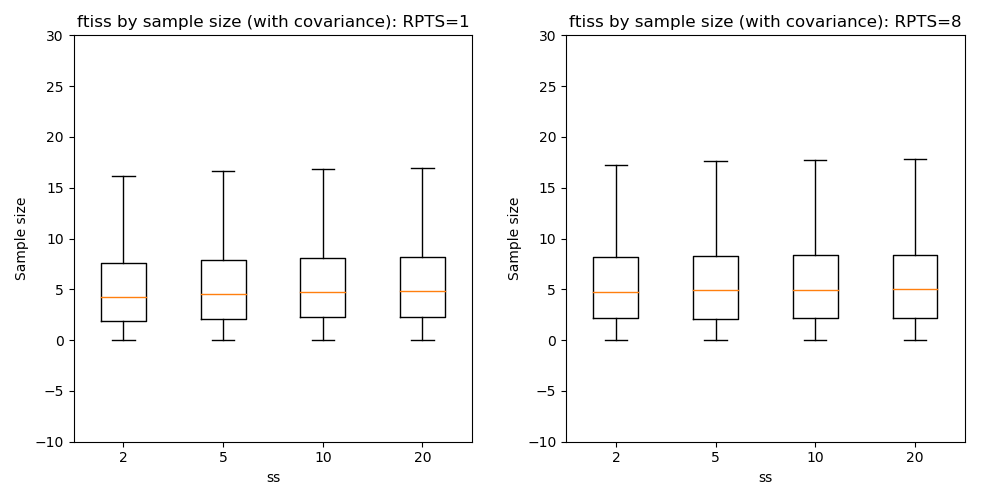 ftiss by sample size (with covariance): RPTS=1
30
25
20
15
10
5
0
−5
−10
Sample size
2 5 10 20
ss
ftiss by sample size (with covariance): RPTS=8
30
25
20
15
10
5
0
−5
−10
Sample size
2 5 10 20
ss